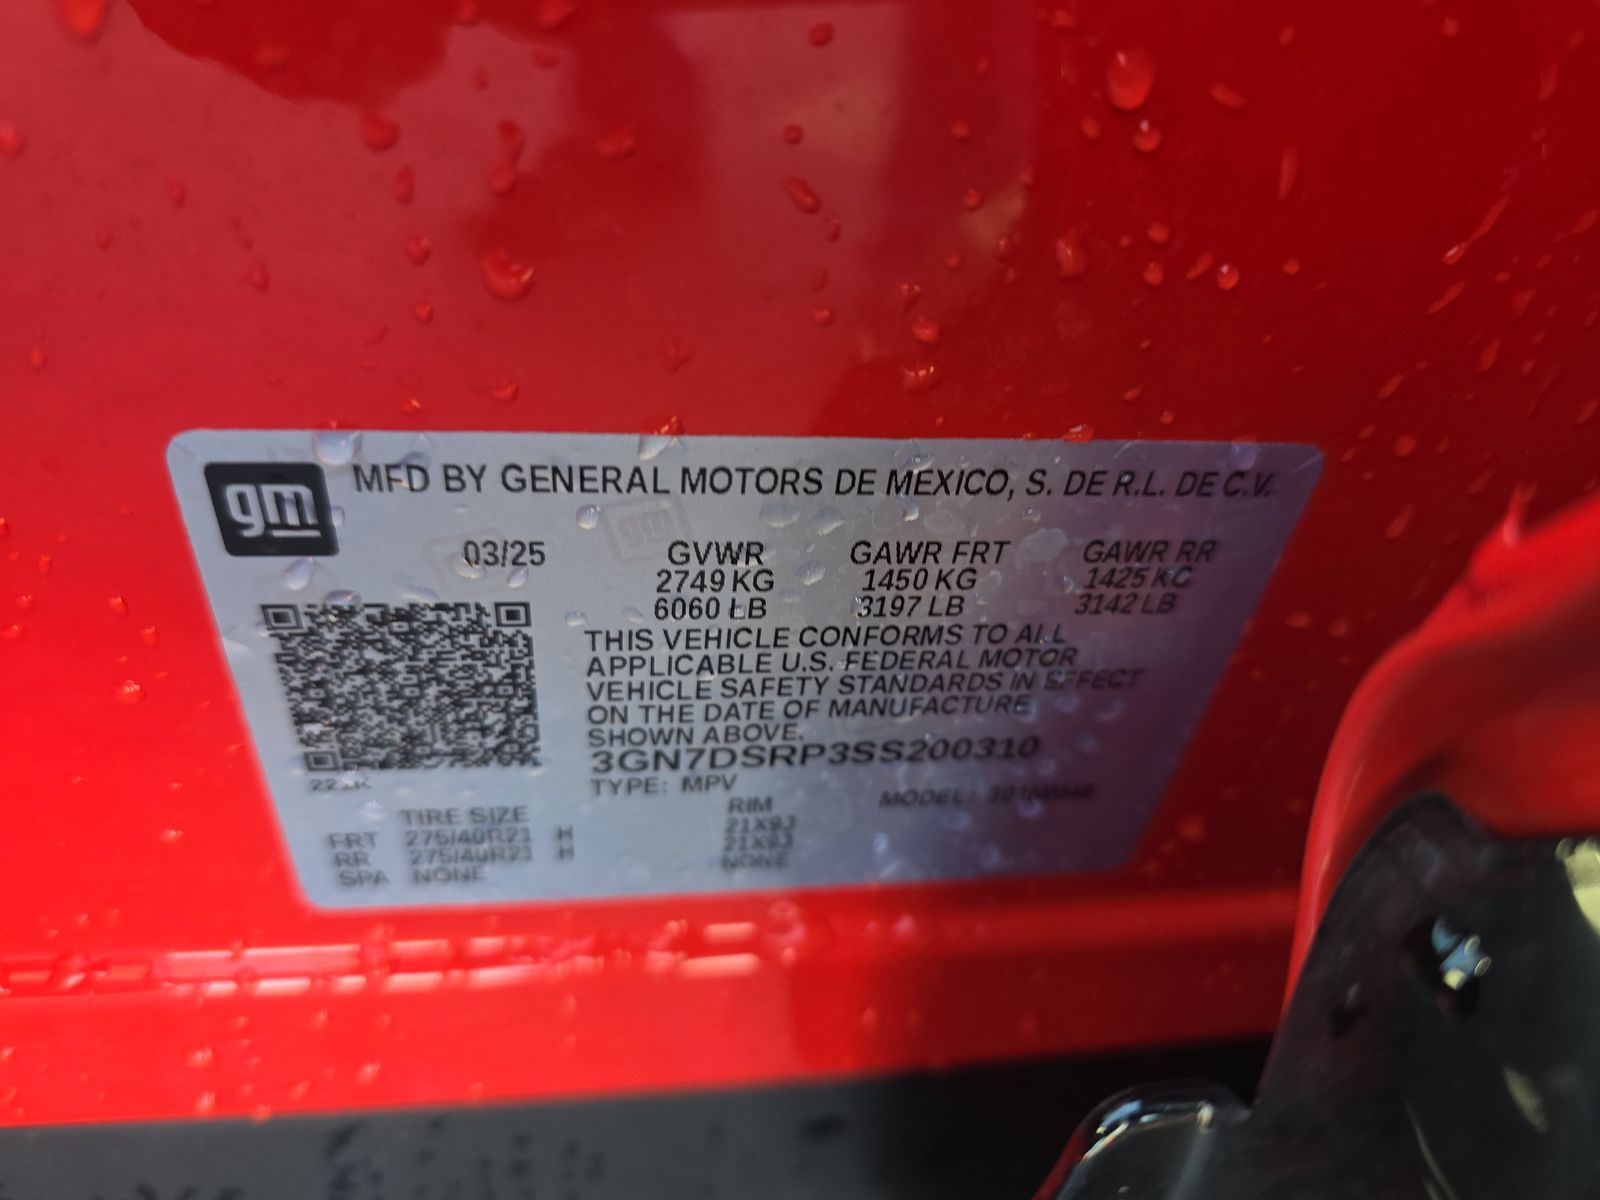 gm
MFD BY GENERAL MOTORS DE MEXICO, S. DE R.L. DE C.V.
03/25 GVWR GAWR FRT GAWR RR
2749 KG 1450 KG 1425 KG
6060 LB 3197 LB 3142 LB
THIS VEHICLE CONFORMS TO ALL
APPLICABLE U.S. FEDERAL MOTOR
VEHICLE SAFETY STANDARDS IN EFFECT
ON THE DATE OF MANUFACTURE
SHOWN ABOVE.
3GN7DSRP3SS200310
TYPE: MPV MODEL:
TIRE SIZE RIM
FRT 275/40R21 H 21X9J
RR 275/40R21 H 21X9J
SPA NONE NONE